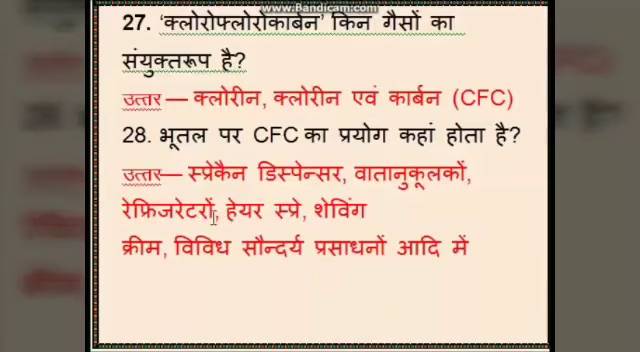 www.Bandicam.com
27. 'क्लोरोफ्लोरोकार्बन' किन गैसों का
संयुक्तरूप है?
उत्तर — क्लोरीन, क्लोरीन एवं कार्बन (CFC)
28. भूतल पर CFC का प्रयोग कहां होता है?
उत्तर— स्प्रेकैन डिस्पेन्सर, वातानुकूलकों,
रेफ्रिजरेटरों, हेयर स्प्रे, शेविंग
क्रीम, विविध सौन्दर्य प्रसाधनों आदि में